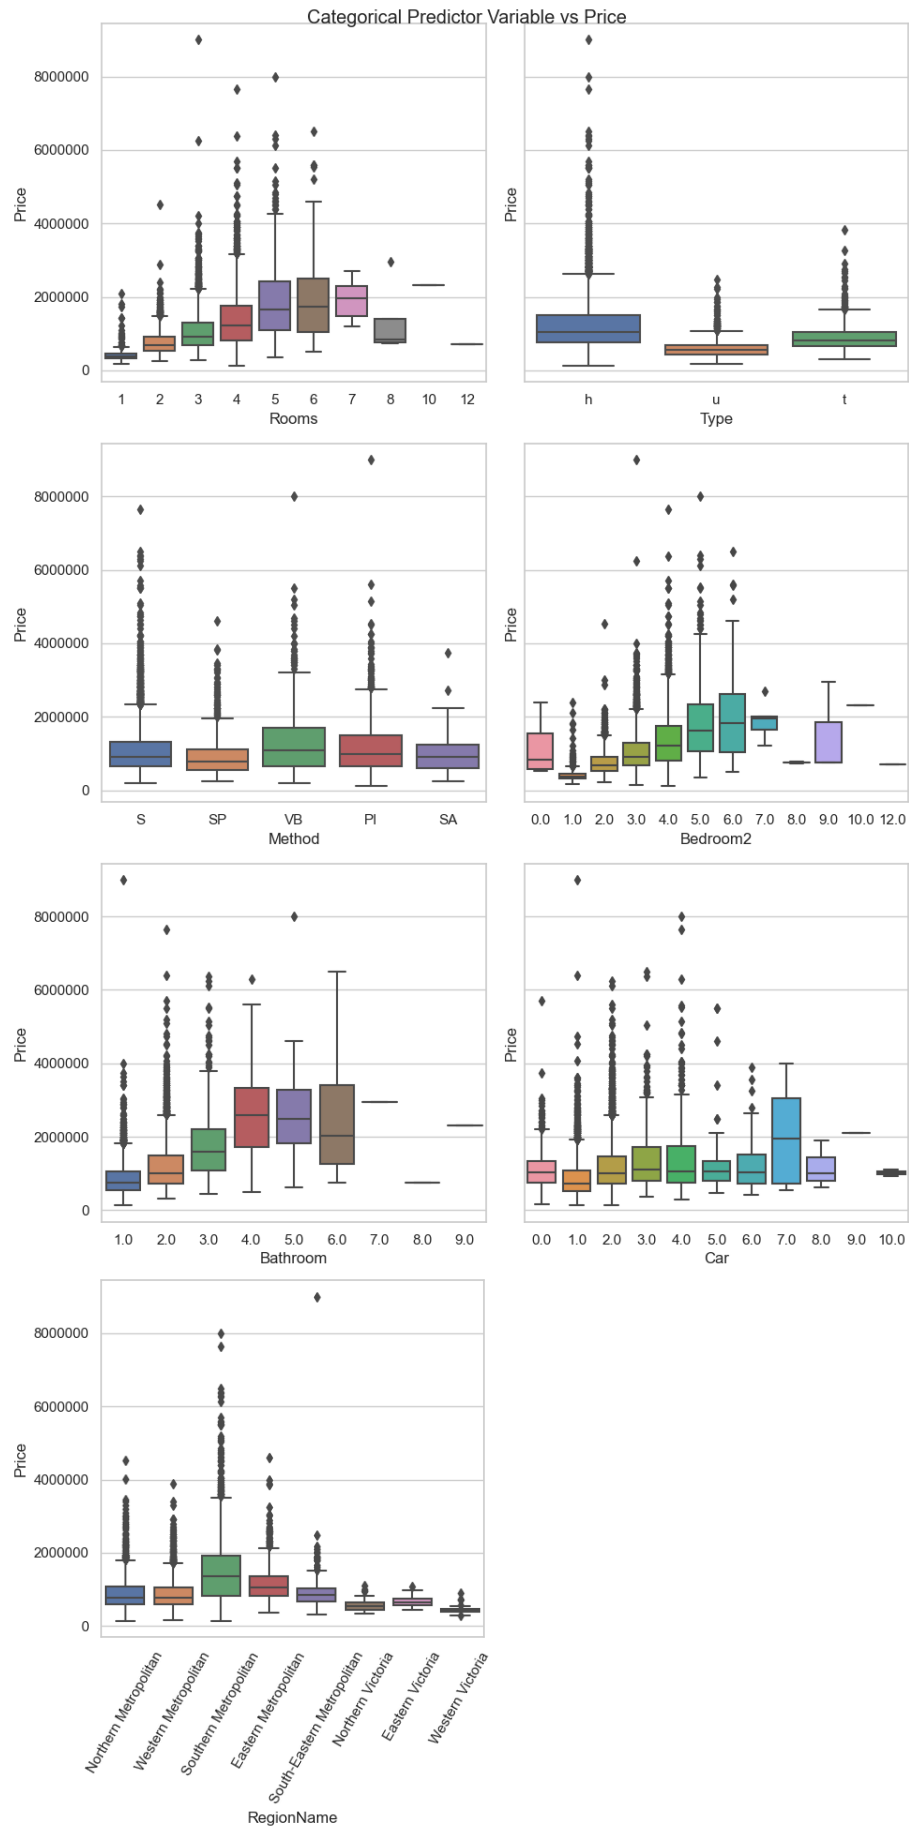 Categorical Predictor Variable vs Price
8000000
6000000
4000000
2000000
0
Price
1 2 3 4 5 6 7 8 10 12
Rooms
Price
h u t
Type
8000000
6000000
4000000
2000000
0
Price
S SP VB PI SA
Method
Price
0.0 1.0 2.0 3.0 4.0 5.0 6.0 7.0 8.0 9.0 10.0 12.0
Bedroom2
8000000
6000000
4000000
2000000
0
Price
1.0 2.0 3.0 4.0 5.0 6.0 7.0 8.0 9.0
Bathroom
Price
0.0 1.0 2.0 3.0 4.0 5.0 6.0 7.0 8.0 9.0 10.0
Car
8000000
6000000
4000000
2000000
0
Price
Northern Metropolitan
Western Metropolitan
Southern Metropolitan
Eastern Metropolitan
South-Eastern Metropolitan
Northern Victoria
Eastern Victoria
Western Victoria
RegionName